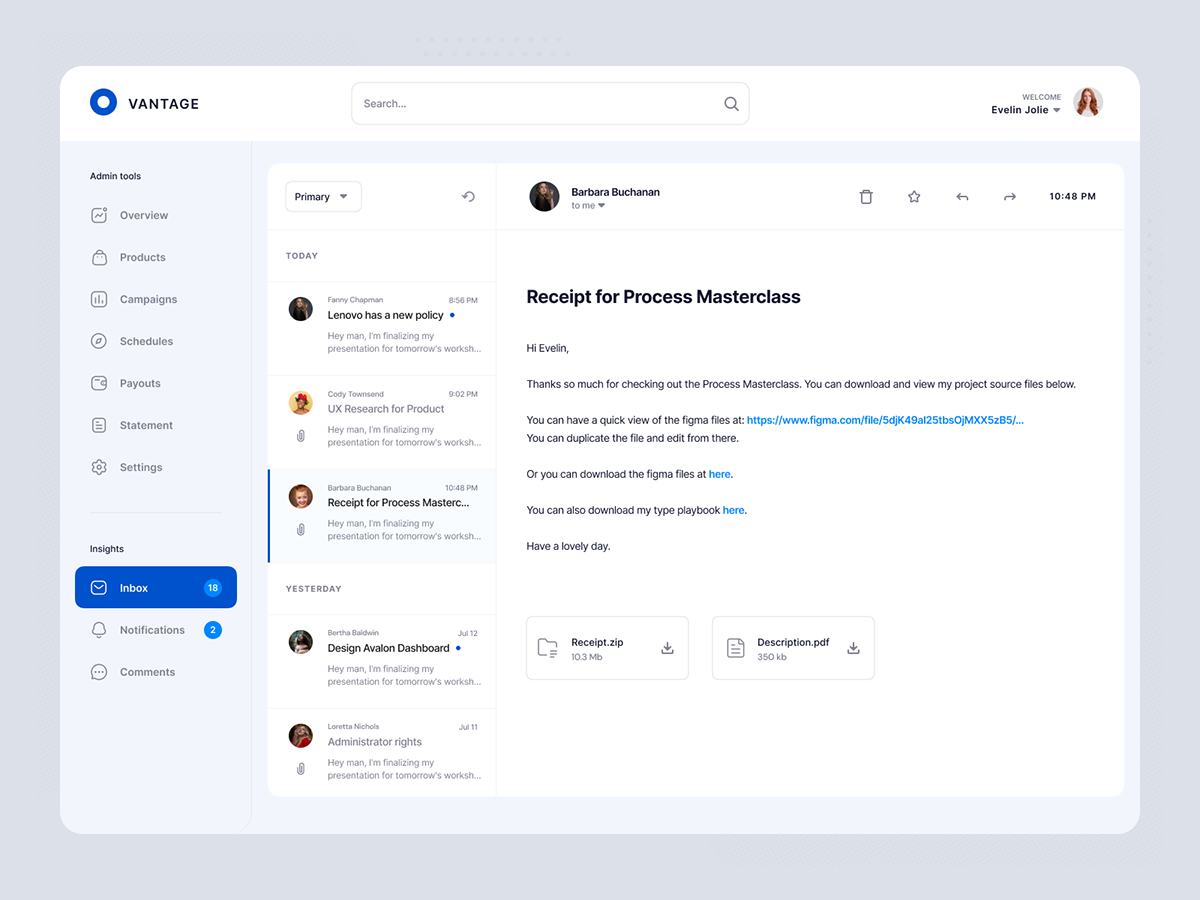 VANTAGE
Search...
WELCOME
Evelin Jolie
Admin tools
Overview
Products
Campaigns
Schedules
Payouts
Statement
Settings
Insights
Inbox 18
Notifications 2
Comments
Primary
TODAY
Fanny Chapman 8:56 PM
Lenovo has a new policy
Hey man, I'm finalizing my
presentation for tomorrow's worksh...
Cody Townsend 9:02 PM
UX Research for Product
Hey man, I'm finalizing my
presentation for tomorrow's worksh...
Barbara Buchanan 10:48 PM
Receipt for Process Masterc...
Hey man, I'm finalizing my
presentation for tomorrow's worksh...
YESTERDAY
Bertha Baldwin Jul 12
Design Avalon Dashboard
Hey man, I'm finalizing my
presentation for tomorrow's worksh...
Loretta Nichols Jul 11
Administrator rights
Hey man, I'm finalizing my
presentation for tomorrow's worksh...
Barbara Buchanan
to me
10:48 PM
Receipt for Process Masterclass
Hi Evelin,
Thanks so much for checking out the Process Masterclass. You can download and view my project source files below.
You can have a quick view of the figma files at: https://www.figma.com/file/5djK49al25tbsOjMXX5zB5/...
You can duplicate the file and edit from there.
Or you can download the figma files at here.
You can also download my type playbook here.
Have a lovely day.
Receipt.zip
10.3 Mb
Description.pdf
350 kb